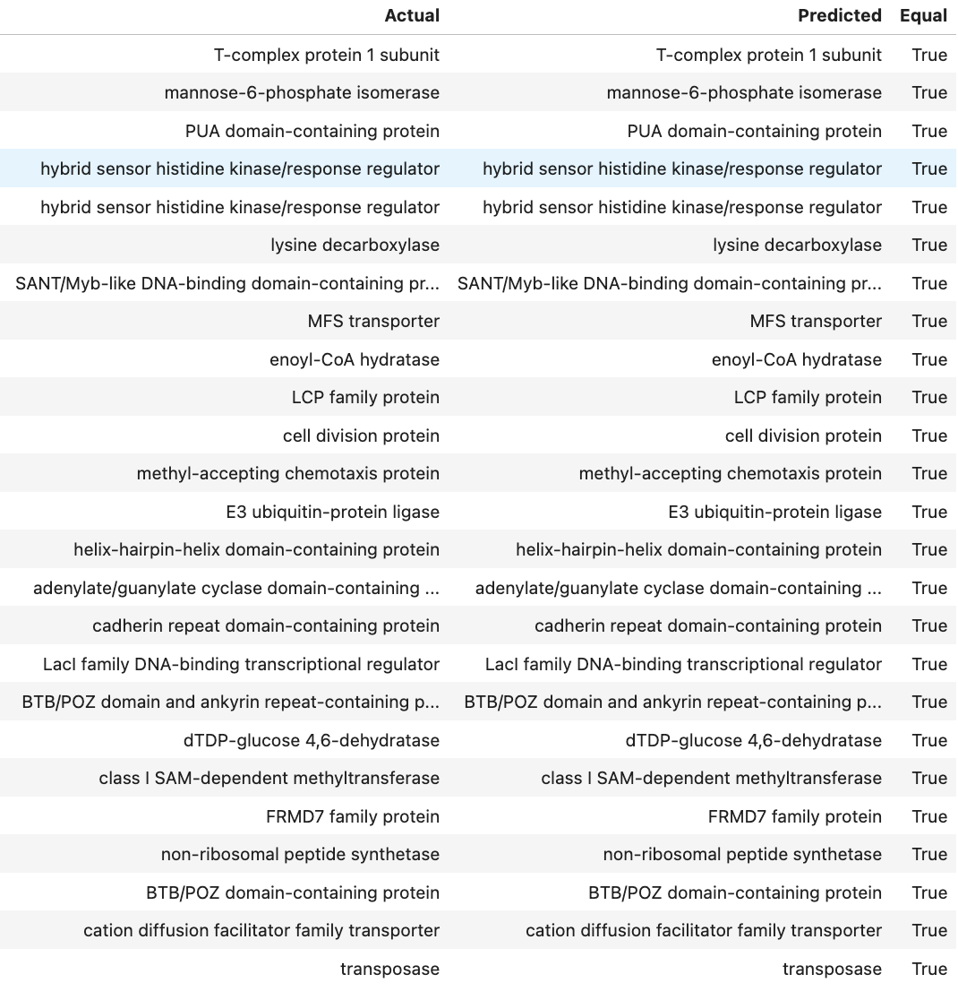 Actual Predicted Equal
T-complex protein 1 subunit T-complex protein 1 subunit True
mannose-6-phosphate isomerase mannose-6-phosphate isomerase True
PUA domain-containing protein PUA domain-containing protein True
hybrid sensor histidine kinase/response regulator hybrid sensor histidine kinase/response regulator True
hybrid sensor histidine kinase/response regulator hybrid sensor histidine kinase/response regulator True
lysine decarboxylase lysine decarboxylase True
SANT/Myb-like DNA-binding domain-containing pr... SANT/Myb-like DNA-binding domain-containing pr... True
MFS transporter MFS transporter True
enoyl-CoA hydratase enoyl-CoA hydratase True
LCP family protein LCP family protein True
cell division protein cell division protein True
methyl-accepting chemotaxis protein methyl-accepting chemotaxis protein True
E3 ubiquitin-protein ligase E3 ubiquitin-protein ligase True
helix-hairpin-helix domain-containing protein helix-hairpin-helix domain-containing protein True
adenylate/guanylate cyclase domain-containing ... adenylate/guanylate cyclase domain-containing ... True
cadherin repeat domain-containing protein cadherin repeat domain-containing protein True
LacI family DNA-binding transcriptional regulator LacI family DNA-binding transcriptional regulator True
BTB/POZ domain and ankyrin repeat-containing p... BTB/POZ domain and ankyrin repeat-containing p... True
dTDP-glucose 4,6-dehydratase dTDP-glucose 4,6-dehydratase True
class I SAM-dependent methyltransferase class I SAM-dependent methyltransferase True
FRMD7 family protein FRMD7 family protein True
non-ribosomal peptide synthetase non-ribosomal peptide synthetase True
BTB/POZ domain-containing protein BTB/POZ domain-containing protein True
cation diffusion facilitator family transporter cation diffusion facilitator family transporter True
transposase transposase True